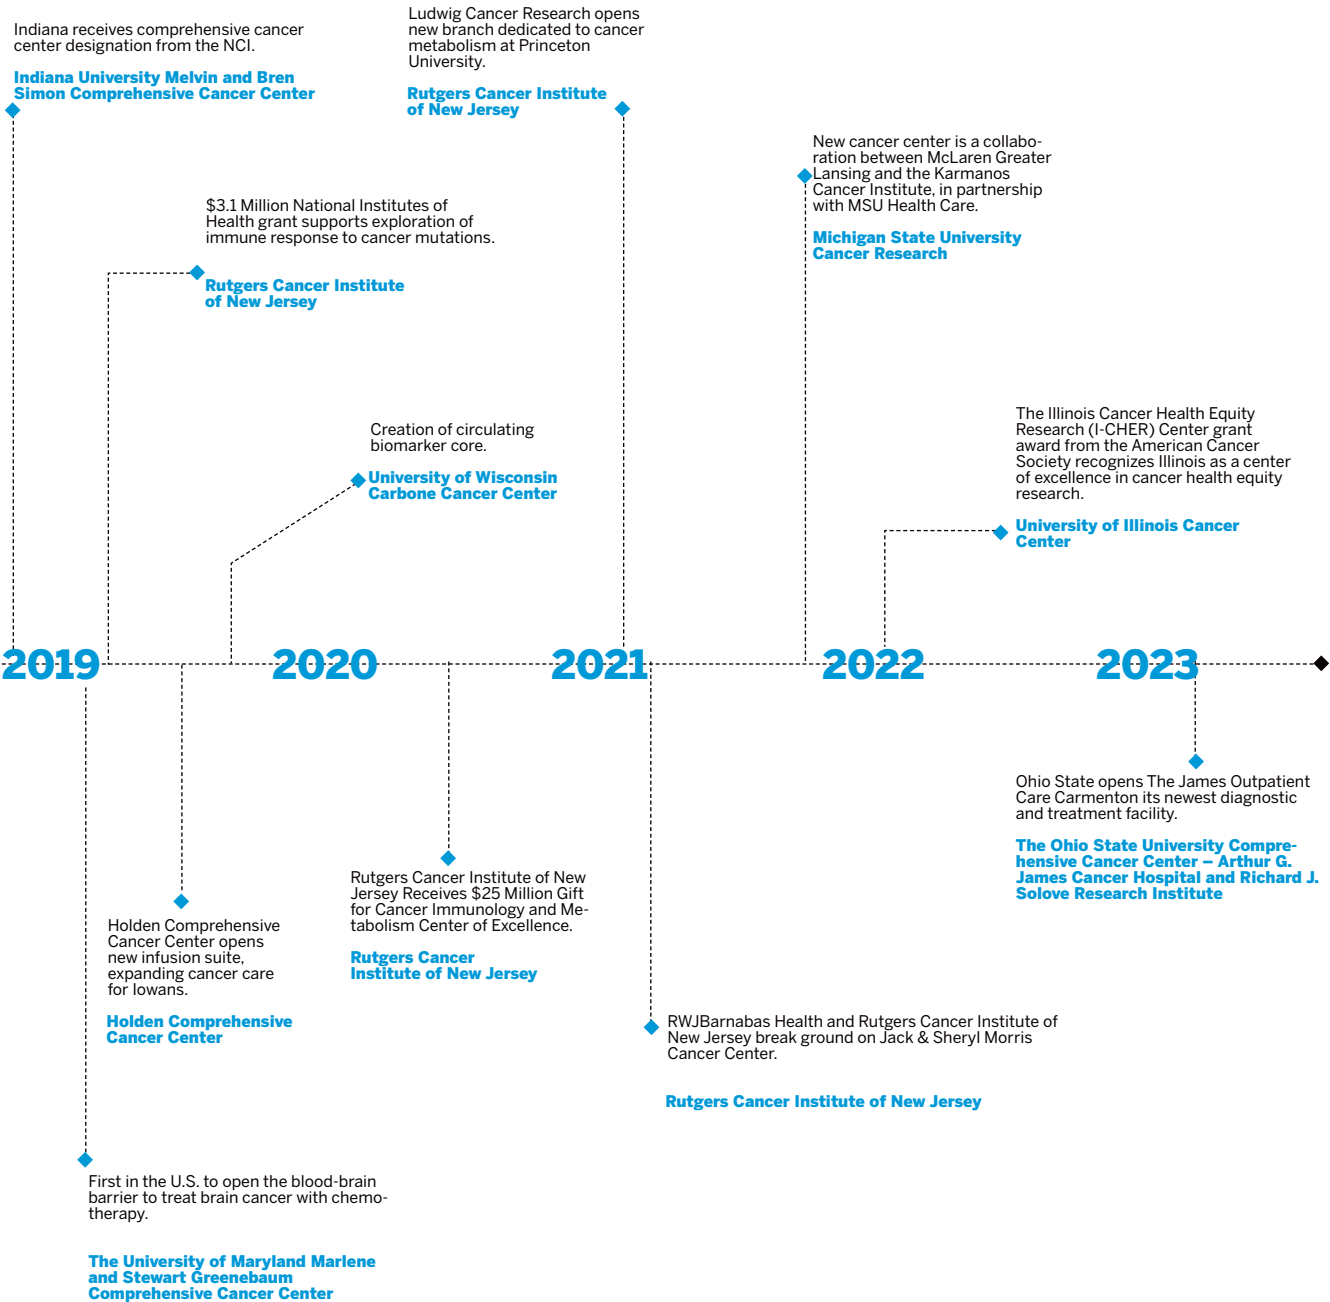 Indiana receives comprehensive cancer
center designation from the NCI.
Indiana University Melvin and Bren
Simon Comprehensive Cancer Center
Ludwig Cancer Research opens
new branch dedicated to cancer
metabolism at Princeton
University.
Rutgers Cancer Institute
of New Jersey
New cancer center is a collabo-
ration between McLaren Greater
Lansing and the Karmanos
Cancer Institute, in partnership
with MSU Health Care.
Michigan State University
Cancer Research
$3.1 Million National Institutes of
Health grant supports exploration of
immune response to cancer mutations.
Rutgers Cancer Institute
of New Jersey
Creation of circulating
biomarker core.
University of Wisconsin
Carbone Cancer Center
The Illinois Cancer Health Equity
Research (I-CHER) Center grant
award from the American Cancer
Society recognizes Illinois as a center
of excellence in cancer health equity
research.
University of Illinois Cancer
Center
2019 2020 2021 2022 2023
Ohio State opens The James Outpatient
Care Carmenton its newest diagnostic
and treatment facility.
The Ohio State University Compre-
hensive Cancer Center – Arthur G.
James Cancer Hospital and Richard J.
Solove Research Institute
Rutgers Cancer Institute of New
Jersey Receives $25 Million Gift
for Cancer Immunology and Me-
tabolism Center of Excellence.
Rutgers Cancer
Institute of New Jersey
Holden Comprehensive
Cancer Center opens
new infusion suite,
expanding cancer care
for Iowans.
Holden Comprehensive
Cancer Center
RWJBarnabas Health and Rutgers Cancer Institute of
New Jersey break ground on Jack & Sheryl Morris
Cancer Center.
Rutgers Cancer Institute of New Jersey
First in the U.S. to open the blood-brain
barrier to treat brain cancer with chemo-
therapy.
The University of Maryland Marlene
and Stewart Greenebaum
Comprehensive Cancer Center